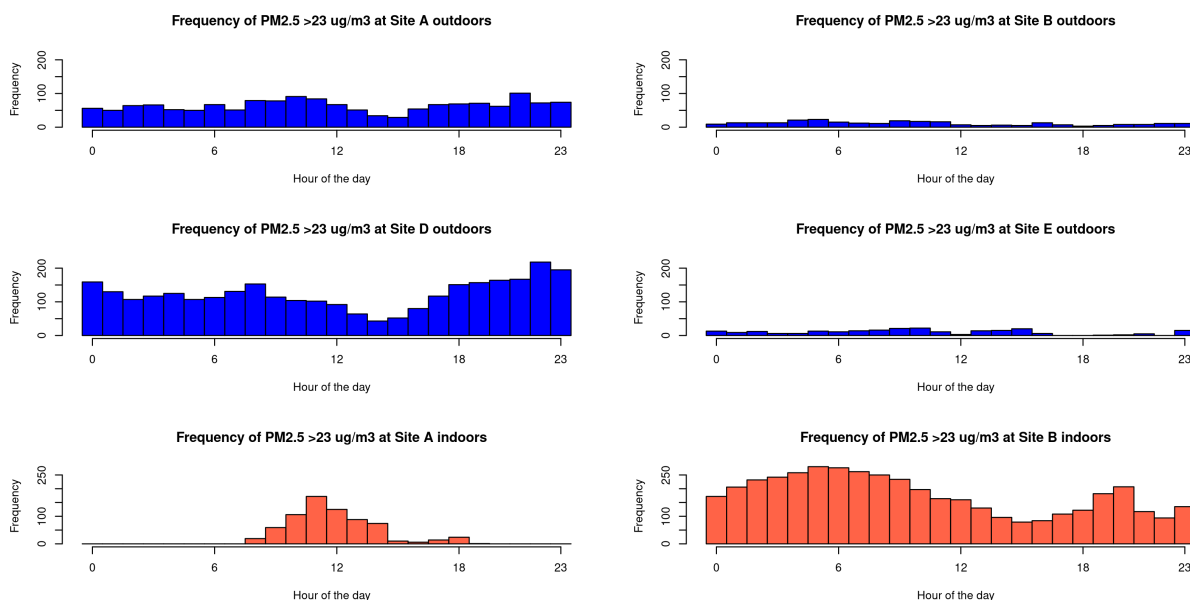 Frequency of PM2.5 >23 ug/m3 at Site A outdoors
Frequency
200
100
0
0 6 12 18 23
Hour of the day
Frequency of PM2.5 >23 ug/m3 at Site B outdoors
Frequency
200
100
0
0 6 12 18 23
Hour of the day
Frequency of PM2.5 >23 ug/m3 at Site D outdoors
Frequency
200
100
0
0 6 12 18 23
Hour of the day
Frequency of PM2.5 >23 ug/m3 at Site E outdoors
Frequency
200
100
0
0 6 12 18 23
Hour of the day
Frequency of PM2.5 >23 ug/m3 at Site A indoors
Frequency
250
100
0
0 6 12 18 23
Hour of the day
Frequency of PM2.5 >23 ug/m3 at Site B indoors
Frequency
250
100
0
0 6 12 18 23
Hour of the day